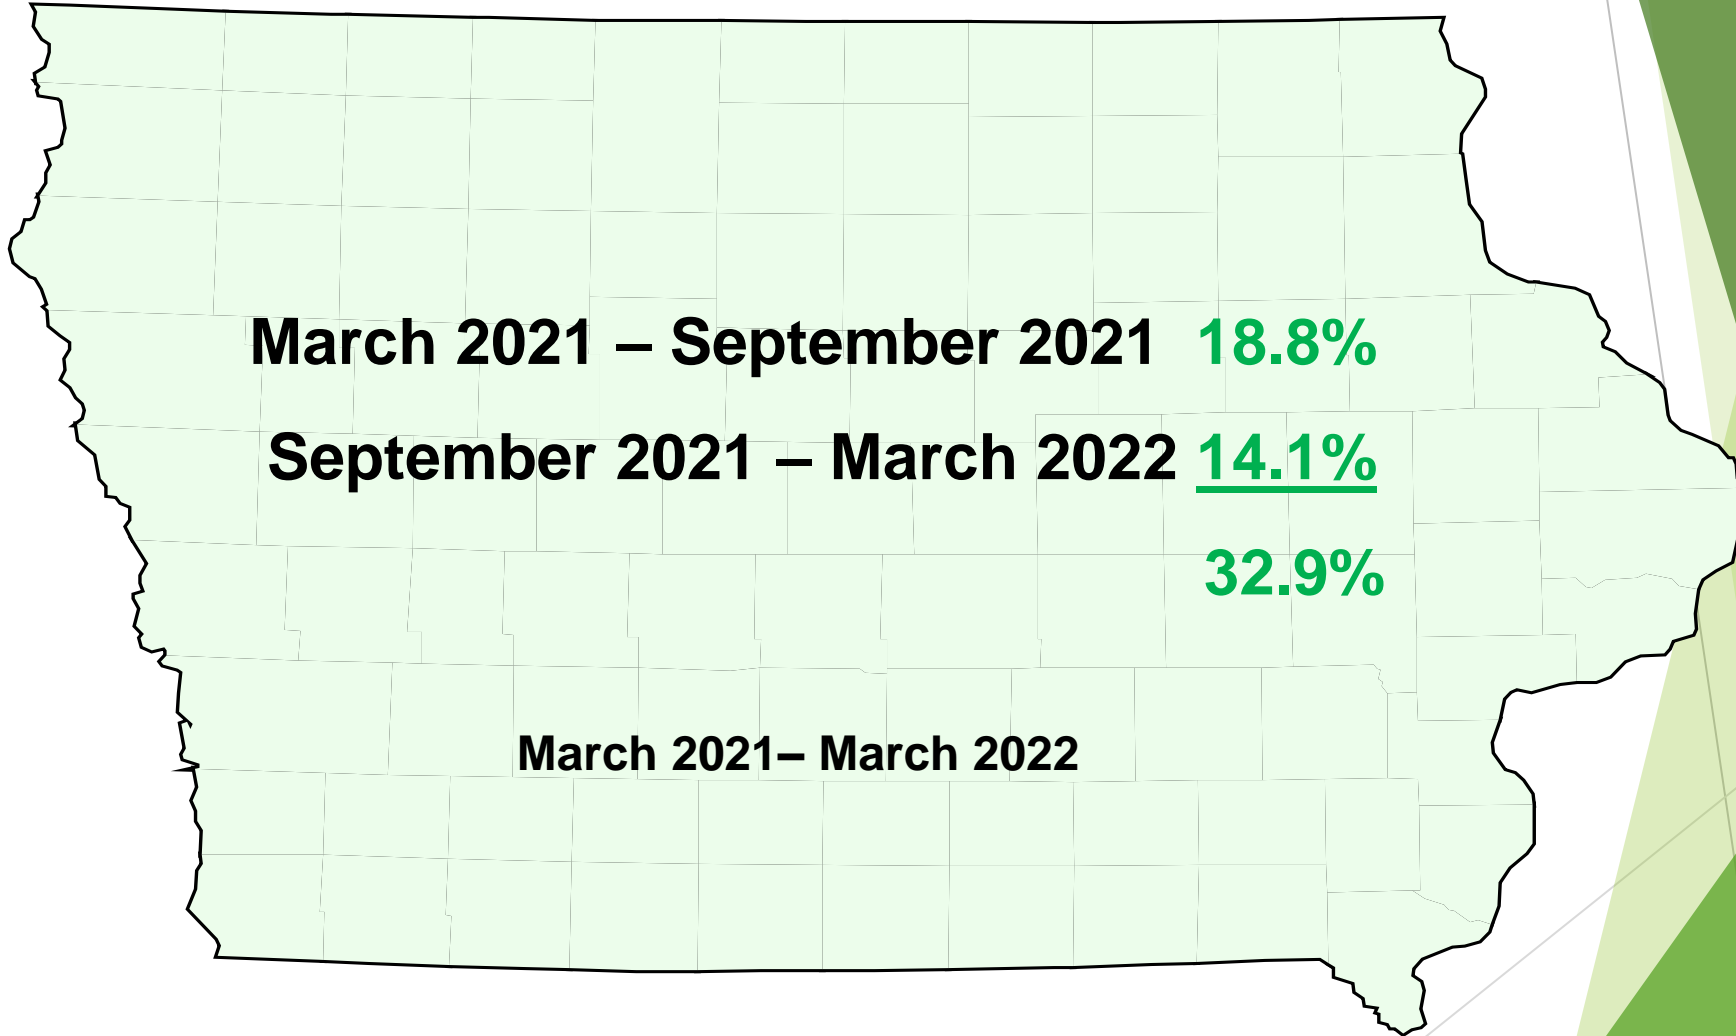 March 2021 – September 2021 18.8%
September 2021 – March 2022 14.1%
32.9%
March 2021– March 2022